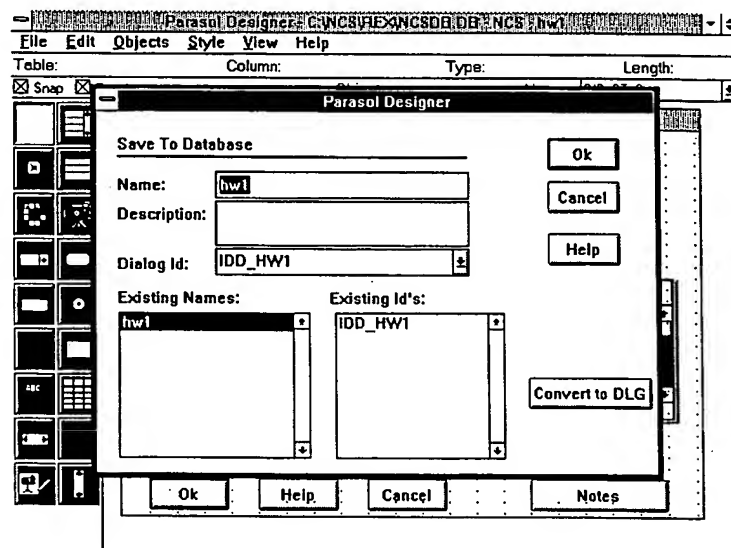 Parasol Designer - C:\NCS\HEX\NCSDB.DB - NCS : hw1
File Edit Objects Style View Help
Table: Column: Type: Length:
Snap
Parasol Designer
Save To Database
Ok
Name: hw1
Cancel
Description:
Help
Dialog Id: IDD_HW1
Existing Names: Existing Id's:
hw1 IDD_HW1
Convert to DLG
ABC
Ok Help Cancel Notes